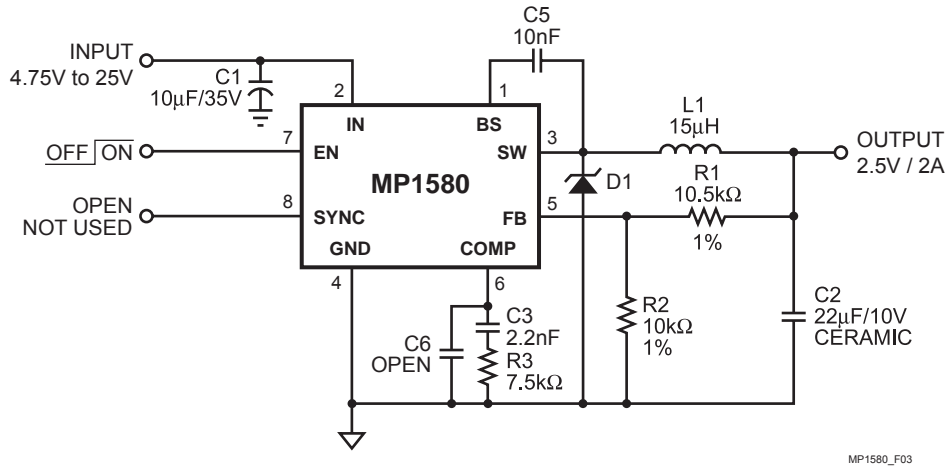 C5
10nF
INPUT
4.75V to 25V
C1
10µF/35V
2
1
L1
15µH
IN
BS
7
3
OFF ON
EN
SW
OUTPUT
2.5V / 2A
MP1580
D1
R1
10.5kΩ
1%
OPEN
NOT USED
8
5
SYNC
FB
GND
COMP
4
6
C3
2.2nF
C6
OPEN
R3
7.5kΩ
R2
10kΩ
1%
C2
22µF/10V
CERAMIC
MP1580_F03